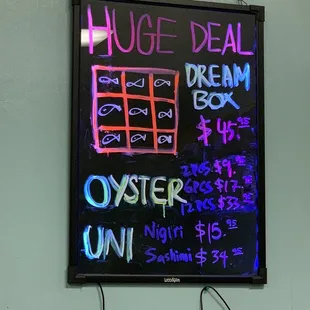 HUGE DEAL
DREAM
BOX
$45.95
OYSTER
2PCS $9.95
6PCS $17.95
12PCS $33.95
UNI
Nigiri $15.95
Sashimi $34.95